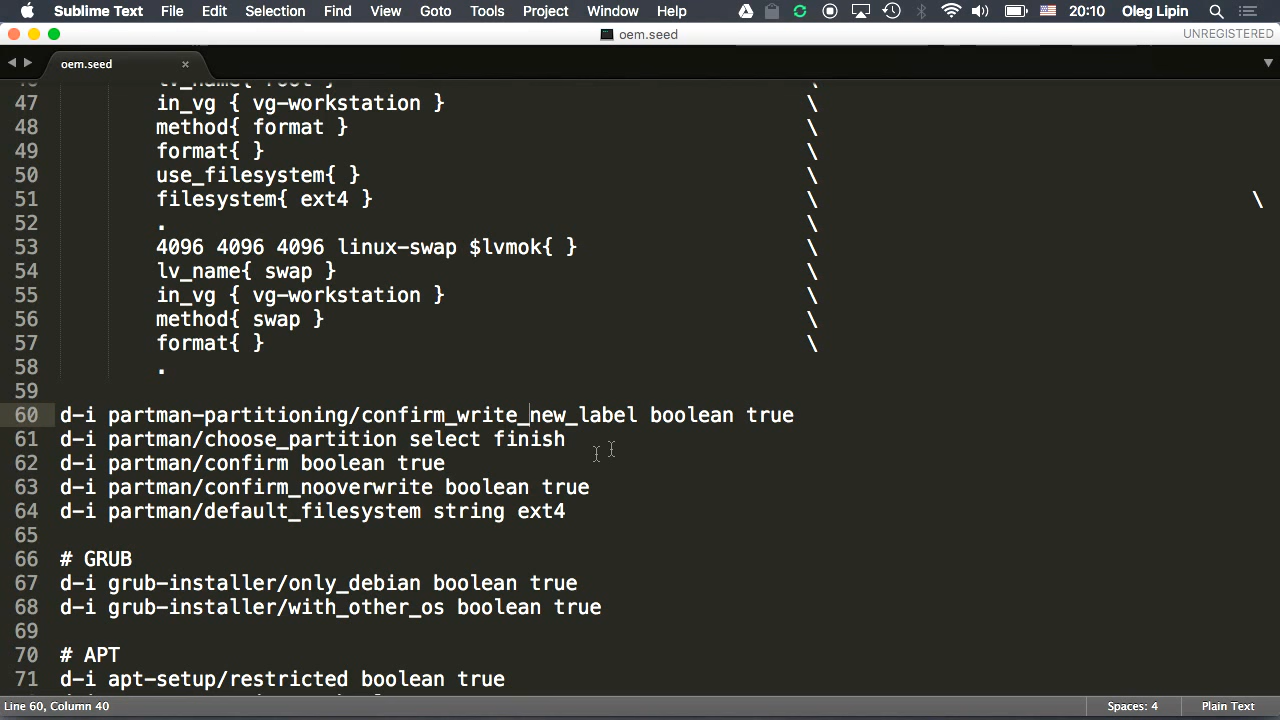 Sublime Text File Edit Selection Find View Goto Tools Project Window Help 20:10 Oleg Lipin
oem.seed UNREGISTERED
oem.seed ×
47 in_vg { vg-workstation } \
48 method{ format } \
49 format{ } \
50 use_filesystem{ } \
51 filesystem{ ext4 } \ \
52 . \
53 4096 4096 4096 linux-swap $lvmok{ } \
54 lv_name{ swap } \
55 in_vg { vg-workstation } \
56 method{ swap } \
57 format{ } \
58 .
59
60 d-i partman-partitioning/confirm_write_new_label boolean true
61 d-i partman/choose_partition select finish
62 d-i partman/confirm boolean true
63 d-i partman/confirm_nooverwrite boolean true
64 d-i partman/default_filesystem string ext4
65
66 # GRUB
67 d-i grub-installer/only_debian boolean true
68 d-i grub-installer/with_other_os boolean true
69
70 # APT
71 d-i apt-setup/restricted boolean true
Line 60, Column 40 Spaces: 4 Plain Text